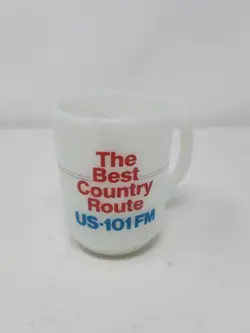 The
Best
Country
Route
US-101 FM